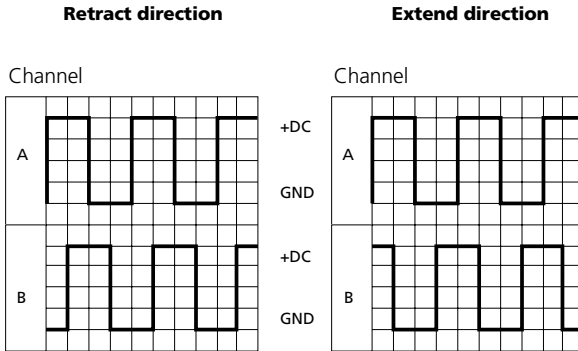 Retract direction
Extend direction
Channel
Channel
A
+DC
GND
A
B
+DC
GND
B